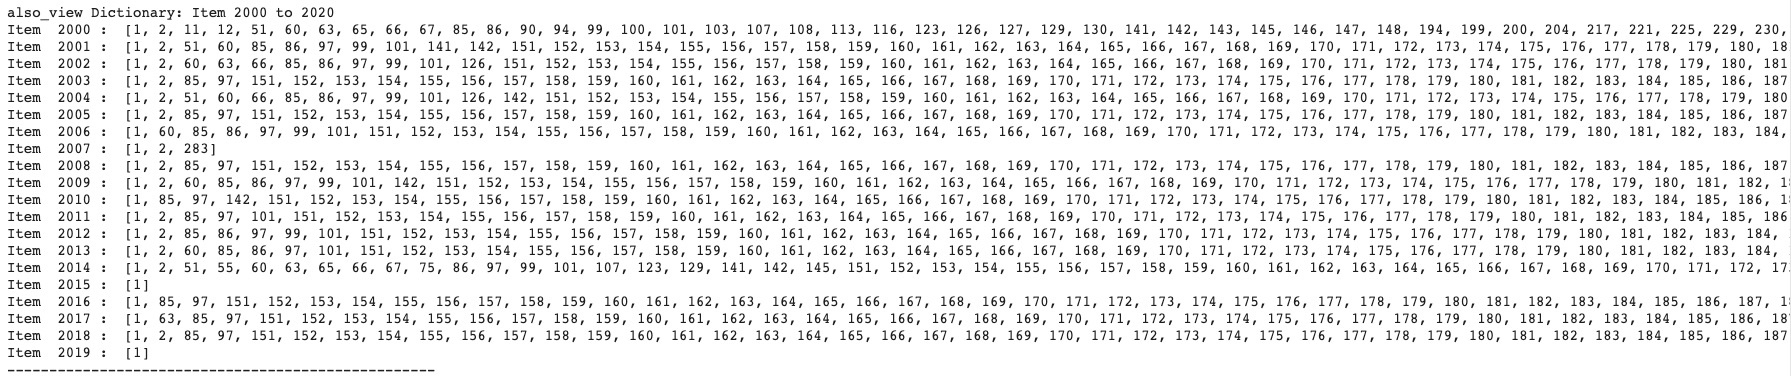 also_view Dictionary: Item 2000 to 2020
Item  2000 :  [1, 2, 11, 12, 51, 60, 63, 65, 66, 67, 85, 86, 90, 94, 99, 100, 101, 103, 107, 108, 113, 116, 123, 126, 127, 129, 130, 141, 142, 143, 145, 146, 147, 148, 194, 199, 200, 204, 217, 221, 225, 229, 230,
Item  2001 :  [1, 2, 51, 60, 85, 86, 97, 99, 101, 141, 142, 151, 152, 153, 154, 155, 156, 157, 158, 159, 160, 161, 162, 163, 164, 165, 166, 167, 168, 169, 170, 171, 172, 173, 174, 175, 176, 177, 178, 179, 180, 18
Item  2002 :  [1, 2, 60, 63, 66, 85, 86, 97, 99, 101, 126, 151, 152, 153, 154, 155, 156, 157, 158, 159, 160, 161, 162, 163, 164, 165, 166, 167, 168, 169, 170, 171, 172, 173, 174, 175, 176, 177, 178, 179, 180, 181
Item  2003 :  [1, 2, 85, 97, 151, 152, 153, 154, 155, 156, 157, 158, 159, 160, 161, 162, 163, 164, 165, 166, 167, 168, 169, 170, 171, 172, 173, 174, 175, 176, 177, 178, 179, 180, 181, 182, 183, 184, 185, 186, 187
Item  2004 :  [1, 2, 51, 60, 66, 85, 86, 97, 99, 101, 126, 142, 151, 152, 153, 154, 155, 156, 157, 158, 159, 160, 161, 162, 163, 164, 165, 166, 167, 168, 169, 170, 171, 172, 173, 174, 175, 176, 177, 178, 179, 180
Item  2005 :  [1, 2, 85, 97, 151, 152, 153, 154, 155, 156, 157, 158, 159, 160, 161, 162, 163, 164, 165, 166, 167, 168, 169, 170, 171, 172, 173, 174, 175, 176, 177, 178, 179, 180, 181, 182, 183, 184, 185, 186, 187
Item  2006 :  [1, 60, 85, 86, 97, 99, 101, 151, 152, 153, 154, 155, 156, 157, 158, 159, 160, 161, 162, 163, 164, 165, 166, 167, 168, 169, 170, 171, 172, 173, 174, 175, 176, 177, 178, 179, 180, 181, 182, 183, 184,
Item  2007 :  [1, 2, 283]
Item  2008 :  [1, 2, 85, 97, 151, 152, 153, 154, 155, 156, 157, 158, 159, 160, 161, 162, 163, 164, 165, 166, 167, 168, 169, 170, 171, 172, 173, 174, 175, 176, 177, 178, 179, 180, 181, 182, 183, 184, 185, 186, 187
Item  2009 :  [1, 2, 60, 85, 86, 97, 99, 101, 142, 151, 152, 153, 154, 155, 156, 157, 158, 159, 160, 161, 162, 163, 164, 165, 166, 167, 168, 169, 170, 171, 172, 173, 174, 175, 176, 177, 178, 179, 180, 181, 182, 1
Item  2010 :  [1, 85, 97, 142, 151, 152, 153, 154, 155, 156, 157, 158, 159, 160, 161, 162, 163, 164, 165, 166, 167, 168, 169, 170, 171, 172, 173, 174, 175, 176, 177, 178, 179, 180, 181, 182, 183, 184, 185, 186, 1
Item  2011 :  [1, 2, 85, 97, 101, 151, 152, 153, 154, 155, 156, 157, 158, 159, 160, 161, 162, 163, 164, 165, 166, 167, 168, 169, 170, 171, 172, 173, 174, 175, 176, 177, 178, 179, 180, 181, 182, 183, 184, 185, 186
Item  2012 :  [1, 2, 85, 86, 97, 99, 101, 151, 152, 153, 154, 155, 156, 157, 158, 159, 160, 161, 162, 163, 164, 165, 166, 167, 168, 169, 170, 171, 172, 173, 174, 175, 176, 177, 178, 179, 180, 181, 182, 183, 184,
Item  2013 :  [1, 2, 60, 85, 86, 97, 101, 151, 152, 153, 154, 155, 156, 157, 158, 159, 160, 161, 162, 163, 164, 165, 166, 167, 168, 169, 170, 171, 172, 173, 174, 175, 176, 177, 178, 179, 180, 181, 182, 183, 184,
Item  2014 :  [1, 2, 51, 55, 60, 63, 65, 66, 67, 75, 86, 97, 99, 101, 107, 123, 129, 141, 142, 145, 151, 152, 153, 154, 155, 156, 157, 158, 159, 160, 161, 162, 163, 164, 165, 166, 167, 168, 169, 170, 171, 172, 17
Item  2015 :  [1]
Item  2016 :  [1, 85, 97, 151, 152, 153, 154, 155, 156, 157, 158, 159, 160, 161, 162, 163, 164, 165, 166, 167, 168, 169, 170, 171, 172, 173, 174, 175, 176, 177, 178, 179, 180, 181, 182, 183, 184, 185, 186, 187, 1
Item  2017 :  [1, 63, 85, 97, 151, 152, 153, 154, 155, 156, 157, 158, 159, 160, 161, 162, 163, 164, 165, 166, 167, 168, 169, 170, 171, 172, 173, 174, 175, 176, 177, 178, 179, 180, 181, 182, 183, 184, 185, 186, 18
Item  2018 :  [1, 2, 85, 97, 151, 152, 153, 154, 155, 156, 157, 158, 159, 160, 161, 162, 163, 164, 165, 166, 167, 168, 169, 170, 171, 172, 173, 174, 175, 176, 177, 178, 179, 180, 181, 182, 183, 184, 185, 186, 187
Item  2019 :  [1]
---------------------------------------------------